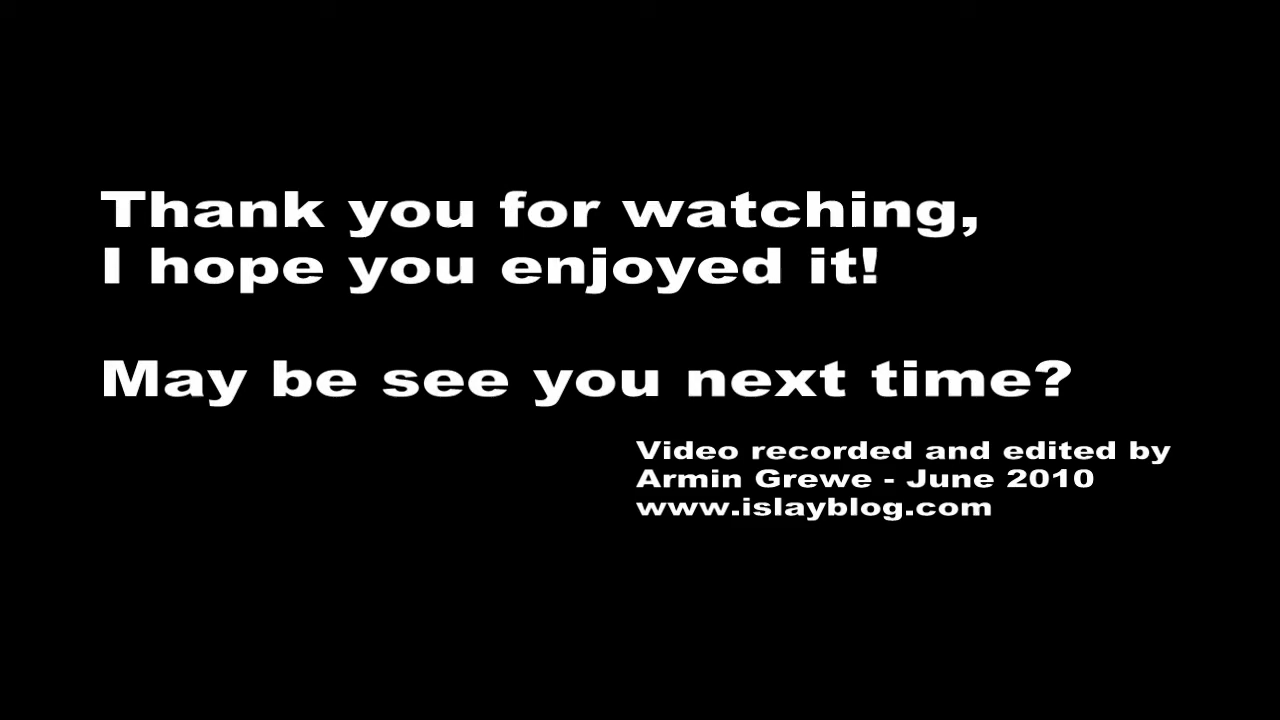 Thank you for watching,
I hope you enjoyed it!
May be see you next time?
Video recorded and edited by
Armin Grewe - June 2010
www.islayblog.com